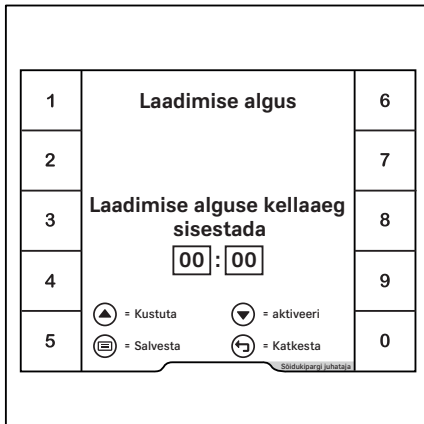 1
2
3
4
5
Laadimise algus
Laadimise alguse kellaaeg
sisestada
00 : 00
= Kustuta
= aktiveeri
= Salvesta
= Katkesta
Sõidukipargi juhataja
6
7
8
9
0